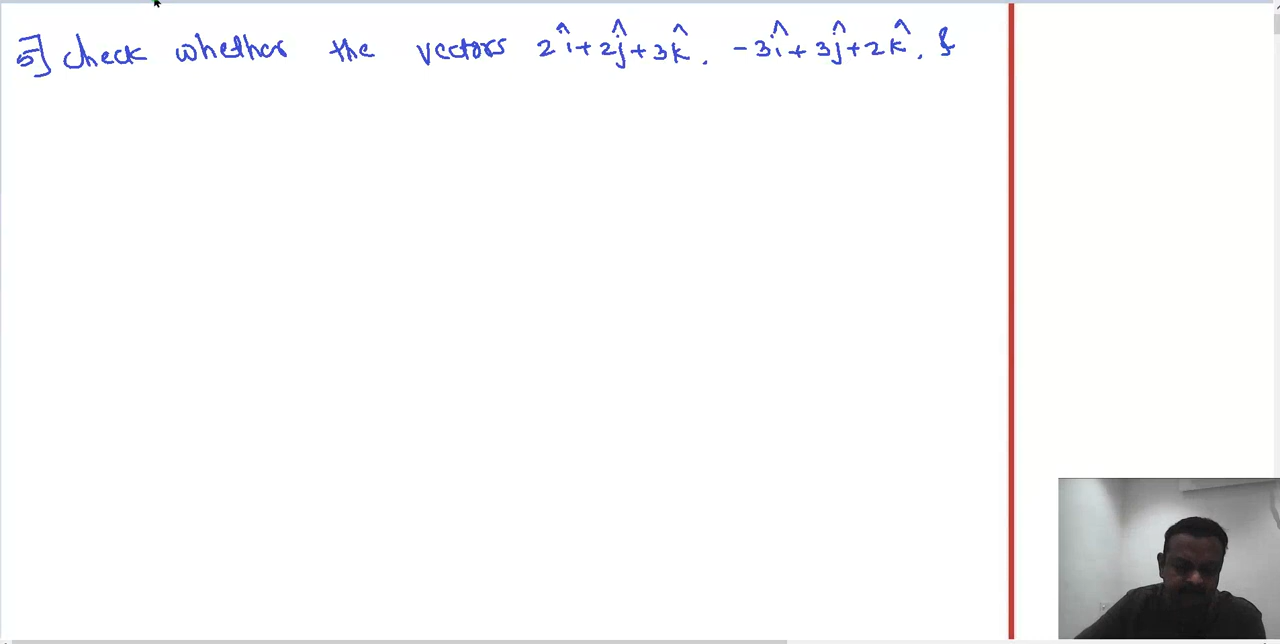 5] check whether the vectors 2î + 2ĵ + 3k̂, -3î + 3ĵ + 2k̂, &